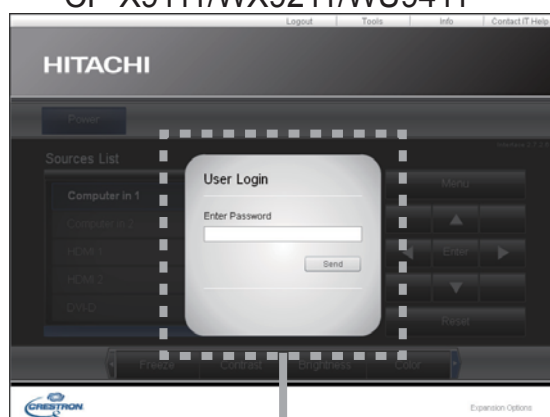 Logout Tools Info Contact IT Help
HITACHI
Power
Sources List
Computer in 1
Computer in 2
HDMI 1
HDMI 2
DVI-D
User Login
Enter Password
Send
Menu
Enter
Reset
Freeze Contrast Brightness Color
CRESTRON
Expansion Options